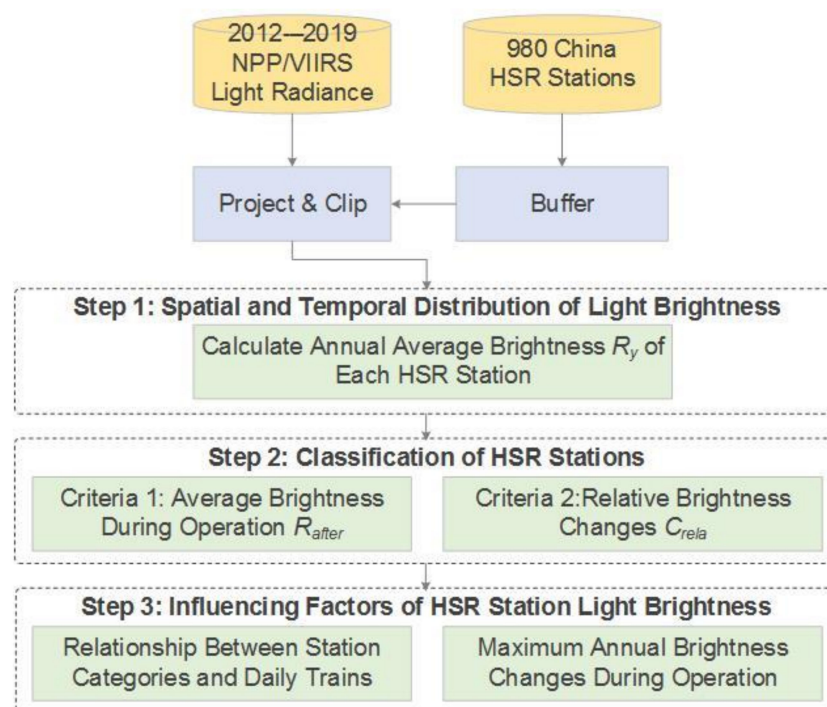 2012—2019
NPP/VIIRS
Light Radiance
980 China
HSR Stations
Project & Clip
Buffer
Step 1: Spatial and Temporal Distribution of Light Brightness
Calculate Annual Average Brightness Ry of
Each HSR Station
Step 2: Classification of HSR Stations
Criteria 1: Average Brightness
During Operation Rafter
Criteria 2:Relative Brightness
Changes Crela
Step 3: Influencing Factors of HSR Station Light Brightness
Relationship Between Station
Categories and Daily Trains
Maximum Annual Brightness
Changes During Operation